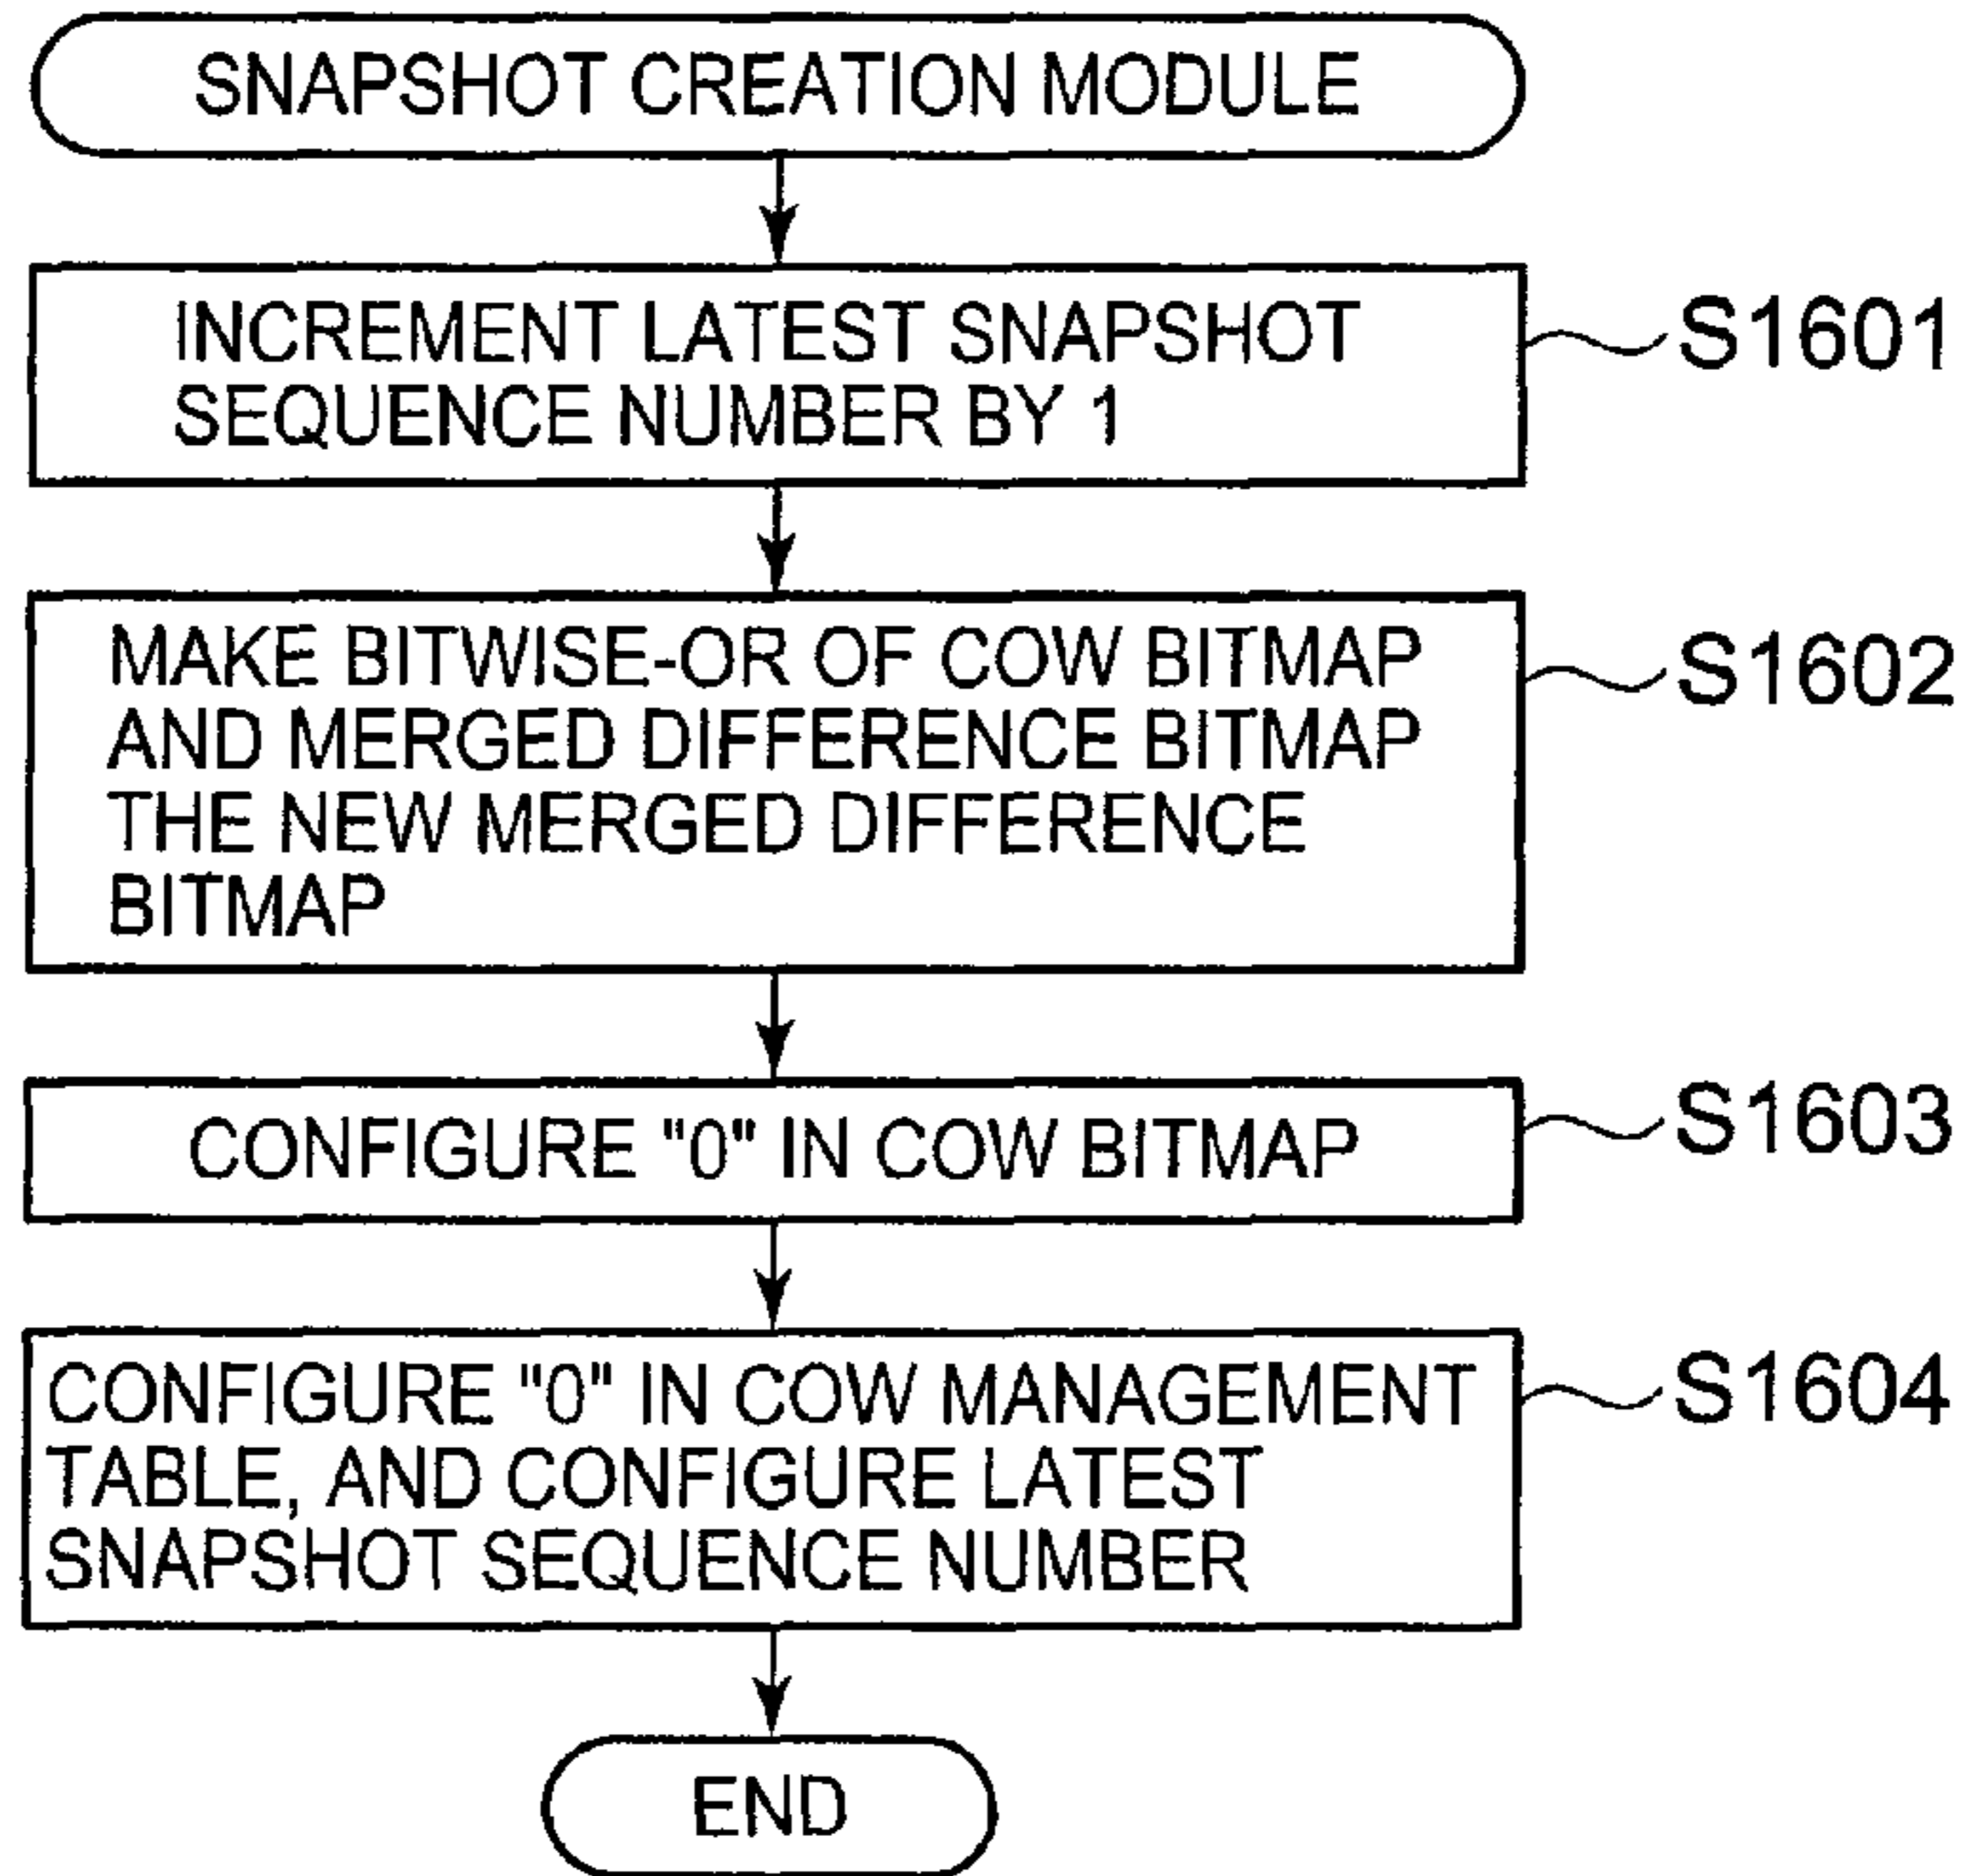 SNAPSHOT CREATION MODULE
INCREMENT LATEST SNAPSHOT
SEQUENCE NUMBER BY 1
S1601
MAKE BITWISE-OR OF COW BITMAP
AND MERGED DIFFERENCE BITMAP
THE NEW MERGED DIFFERENCE
BITMAP
S1602
CONFIGURE "0" IN COW BITMAP
S1603
CONFIGURE "0" IN COW MANAGEMENT
TABLE, AND CONFIGURE LATEST
SNAPSHOT SEQUENCE NUMBER
S1604
END